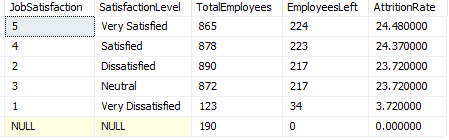 JobSatisfaction SatisfactionLevel TotalEmployees EmployeesLeft AttritionRate
5 Very Satisfied 865 224 24.480000
4 Satisfied 878 223 24.370000
2 Dissatisfied 890 217 23.720000
3 Neutral 872 217 23.720000
1 Very Dissatisfied 123 34 3.720000
NULL NULL 190 0 0.000000